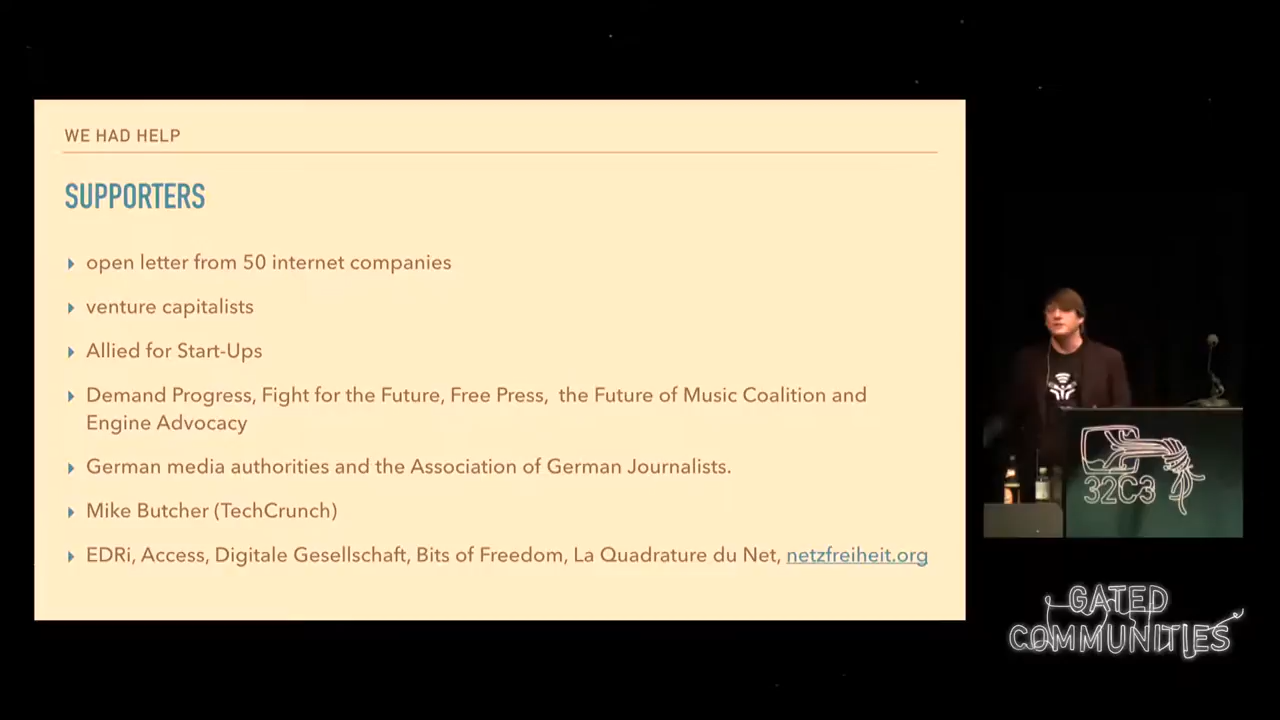 WE HAD HELP
SUPPORTERS
open letter from 50 internet companies
venture capitalists
Allied for Start-Ups
Demand Progress, Fight for the Future, Free Press,  the Future of Music Coalition and
Engine Advocacy
German media authorities and the Association of German Journalists.
Mike Butcher (TechCrunch)
EDRi, Access, Digitale Gesellschaft, Bits of Freedom, La Quadrature du Net, netzfreiheit.org
32C3
GATED
COMMUNITIES